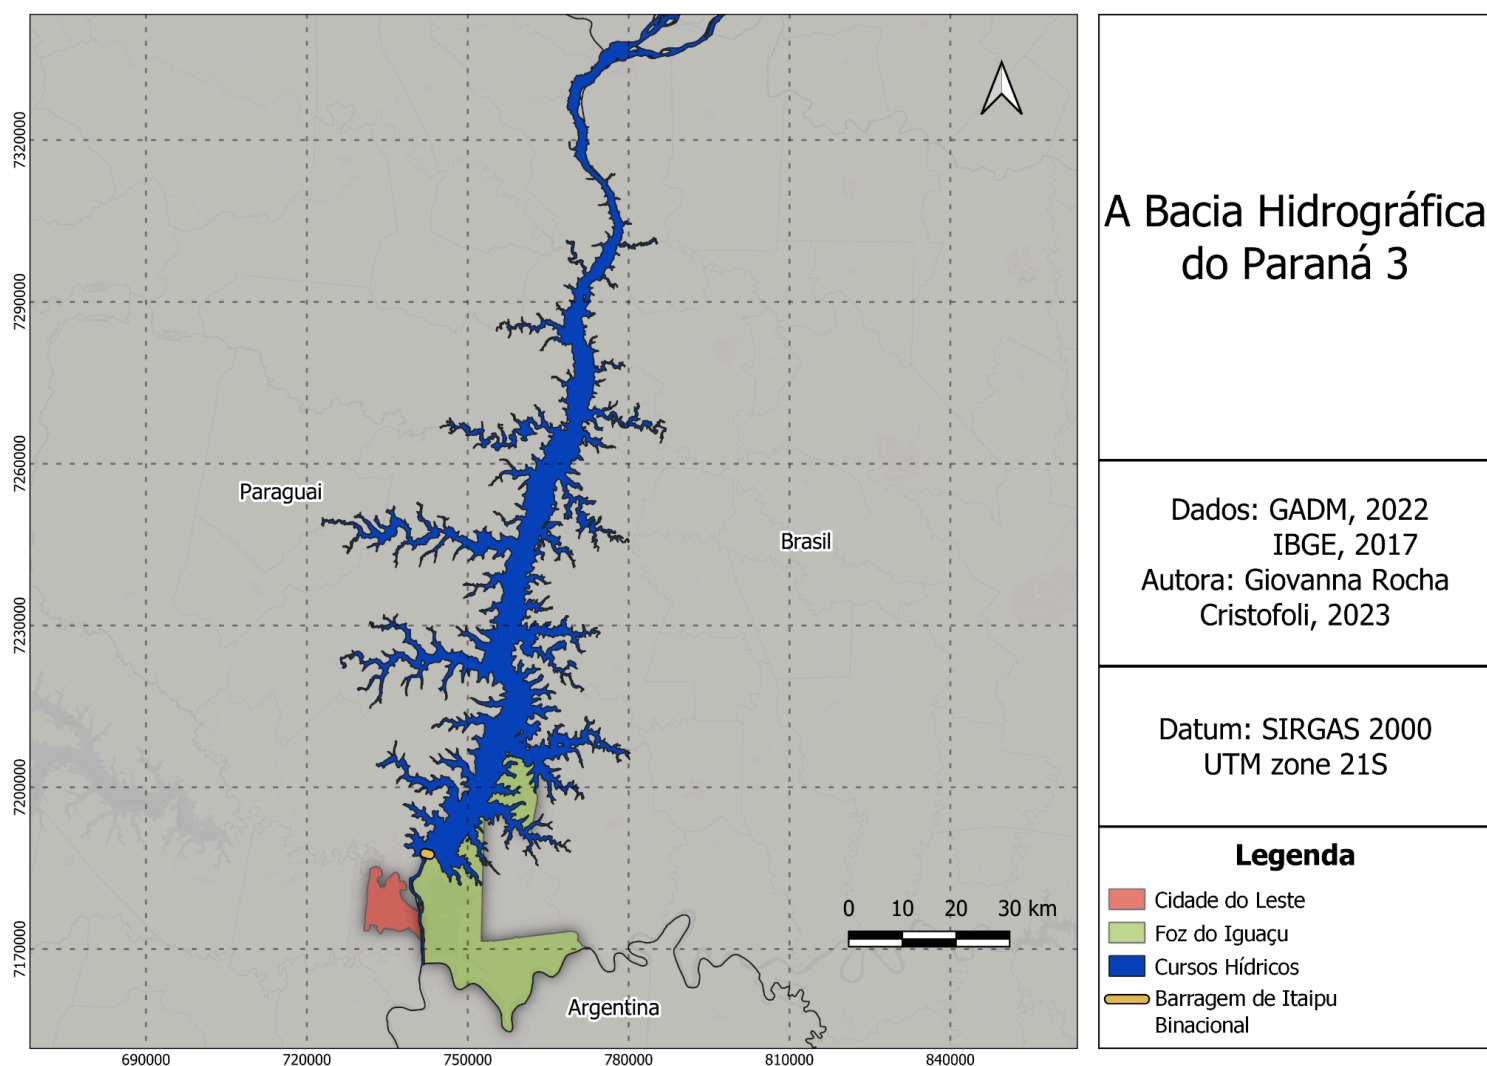 A Bacia Hidrográfica
do Paraná 3
Dados: GADM, 2022
IBGE, 2017
Autora: Giovanna Rocha
Cristofoli, 2023
Datum: SIRGAS 2000
UTM zone 21S
Legenda
Cidade do Leste
Foz do Iguaçu
Cursos Hídricos
Barragem de Itaipu
Binacional
Paraguai
Brasil
Argentina
0 10 20 30 km
7320000
7290000
7260000
7230000
7200000
7170000
690000 720000 750000 780000 810000 840000